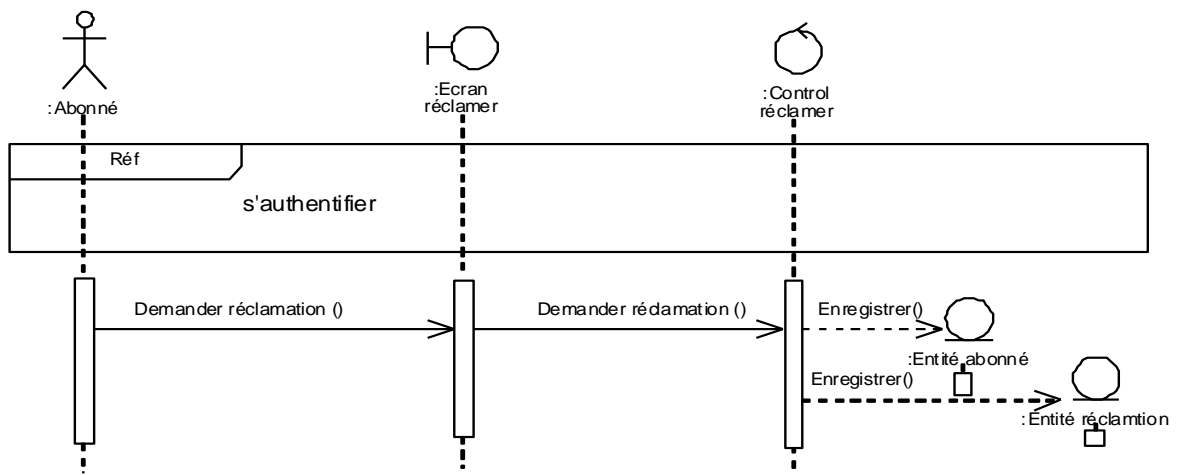 :Abonné
:Ecran
réclamer
:Control
réclamer
Réf
s'authentifier
Demander réclamation ()
Demander réclamation ()
Enregistrer()
:Entité abonné
Enregistrer()
:Entité réclamtion